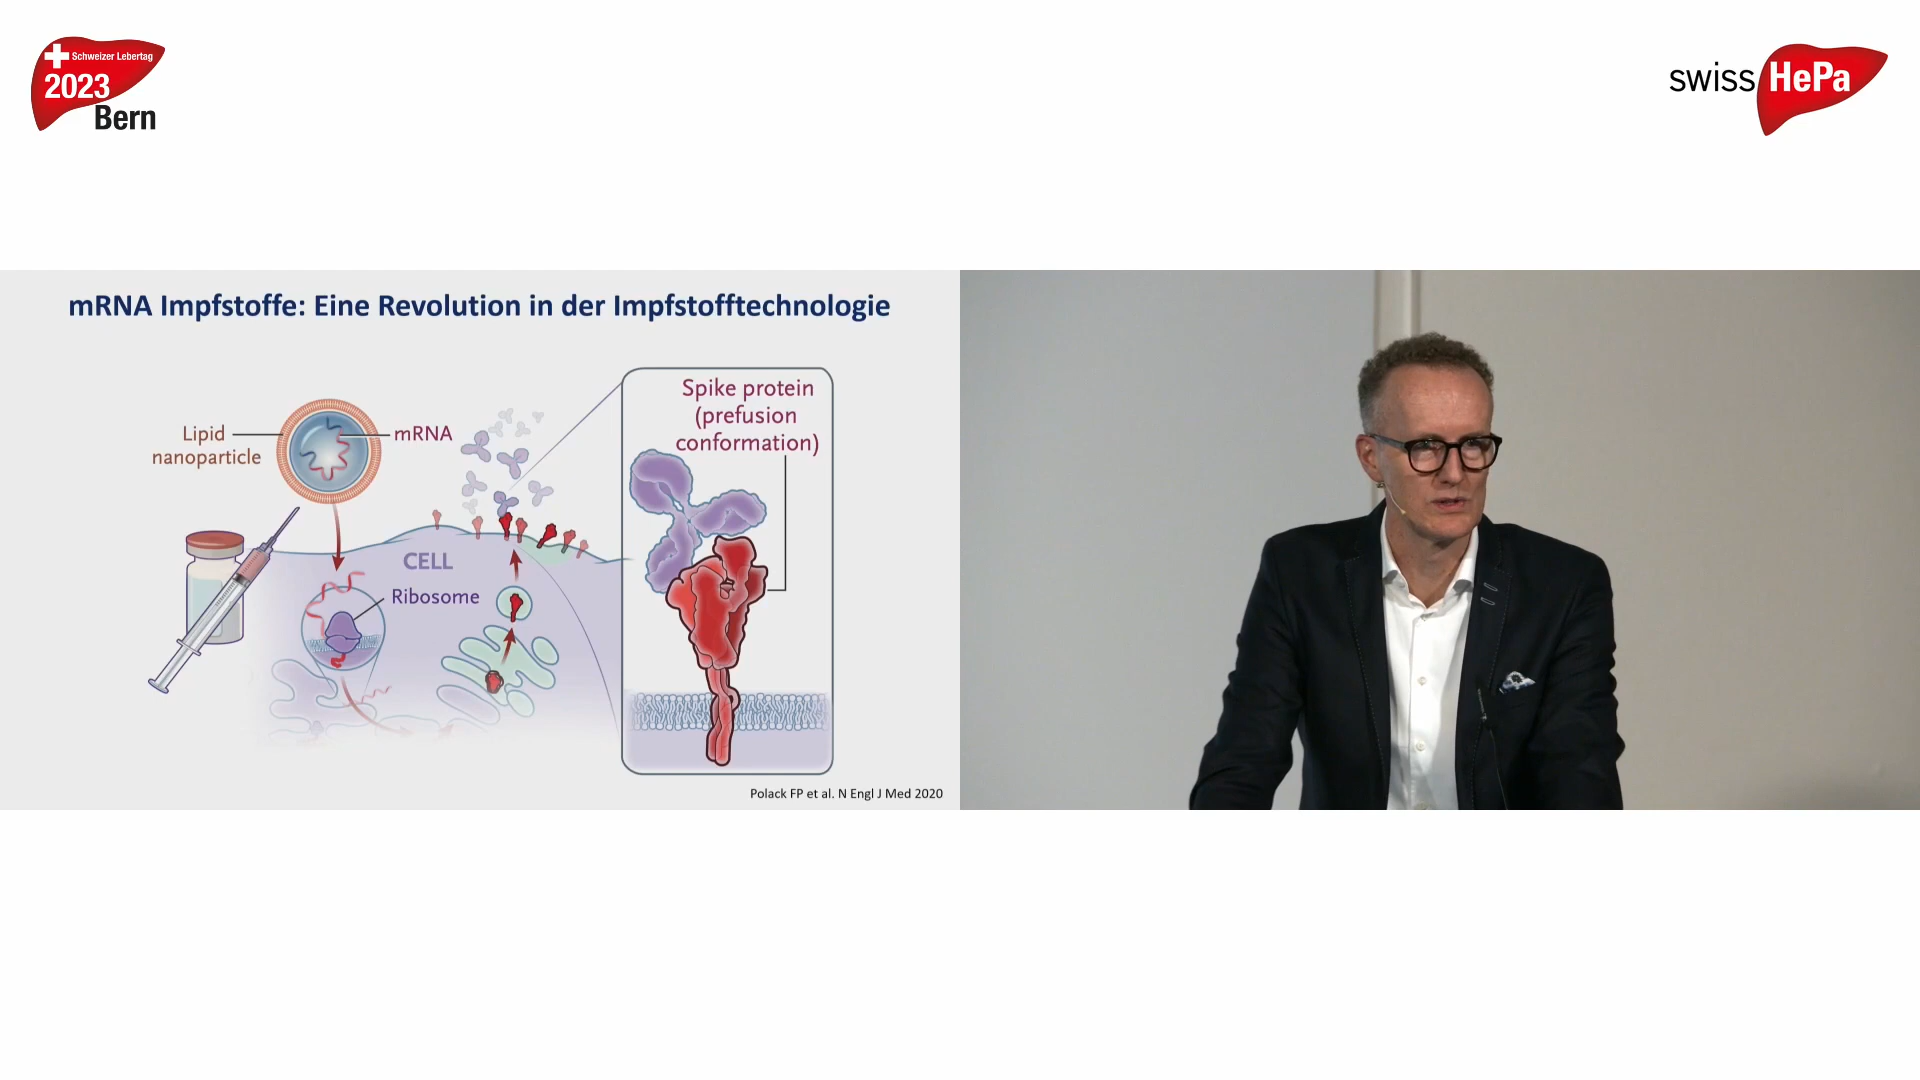 Schweizer Lebertag
2023
Bern
swiss HePa
mRNA Impfstoffe: Eine Revolution in der Impfstofftechnologie
Lipid
nanoparticle
mRNA
CELL
Ribosome
Spike protein
(prefusion
conformation)
Polack FP et al. N Engl J Med 2020